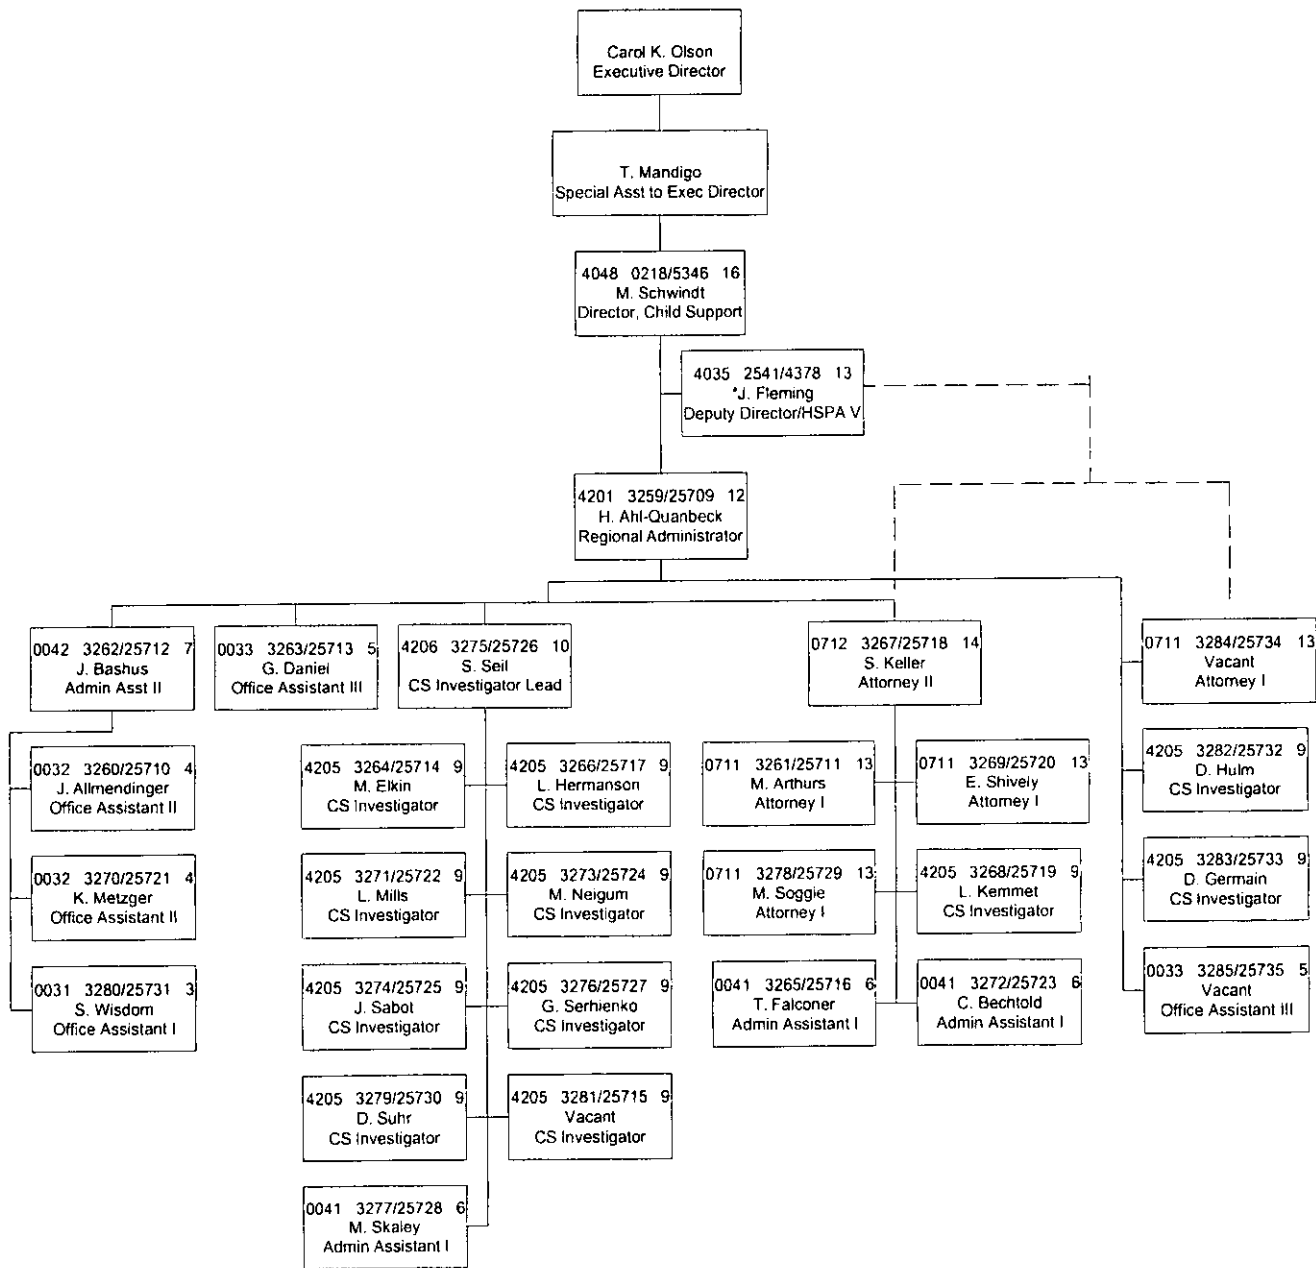 Carol K. Olson
Executive Director
T. Mandigo
Special Asst to Exec Director
4048 0218/5346 16
M. Schwindt
Director, Child Support
4035 2541/4378 13
*J. Fleming
Deputy Director/HSPA V
4201 3259/25709 12
H. Ahl-Quanbeck
Regional Administrator
0042 3262/25712 7
J. Bashus
Admin Asst II
0033 3263/25713 5
G. Daniel
Office Assistant III
4206 3275/25726 10
S. Seil
CS Investigator Lead
0712 3267/25718 14
S. Keller
Attorney II
0711 3284/25734 13
Vacant
Attorney I
0032 3260/25710 4
J. Allmendinger
Office Assistant II
4205 3264/25714 9
M. Elkin
CS Investigator
4205 3266/25717 9
L. Hermanson
CS Investigator
0711 3261/25711 13
M. Arthurs
Attorney I
0711 3269/25720 13
E. Shively
Attorney I
4205 3282/25732 9
D. Hulm
CS Investigator
0032 3270/25721 4
K. Metzger
Office Assistant II
4205 3271/25722 9
L. Mills
CS Investigator
4205 3273/25724 9
M. Neigum
CS Investigator
0711 3278/25729 13
M. Soggie
Attorney I
4205 3268/25719 9
L. Kemmet
CS Investigator
4205 3283/25733 9
D. Germain
CS Investigator
0031 3280/25731 3
S. Wisdom
Office Assistant I
4205 3274/25725 9
J. Sabot
CS Investigator
4205 3276/25727 9
G. Serhienko
CS Investigator
0041 3265/25716 6
T. Falconer
Admin Assistant I
0041 3272/25723 6
C. Bechtold
Admin Assistant I
0033 3285/25735 5
Vacant
Office Assistant III
4205 3279/25730 9
D. Suhr
CS Investigator
4205 3281/25715 9
Vacant
CS Investigator
0041 3277/25728 6
M. Skaley
Admin Assistant I